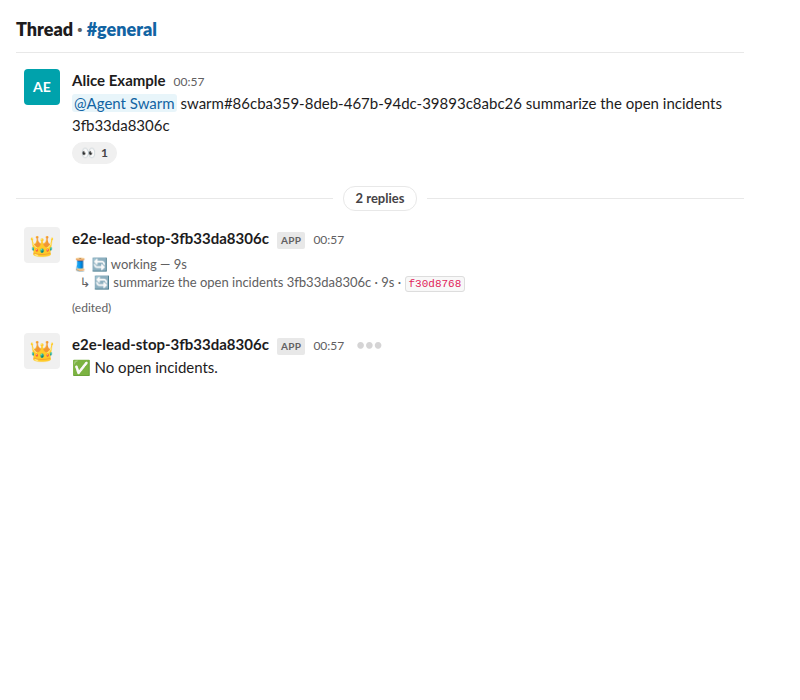 Thread • #general
AE
Alice Example 00:57
@Agent Swarm swarm#86cba359-8deb-467b-94dc-39893c8abc26 summarize the open incidents
3fb33da8306c
👀 1
2 replies
e2e-lead-stop-3fb33da8306c APP 00:57
🧵 🔄 working — 9s
↳ 🔄 summarize the open incidents 3fb33da8306c · 9s · f30d8768
(edited)
e2e-lead-stop-3fb33da8306c APP 00:57
✅ No open incidents.